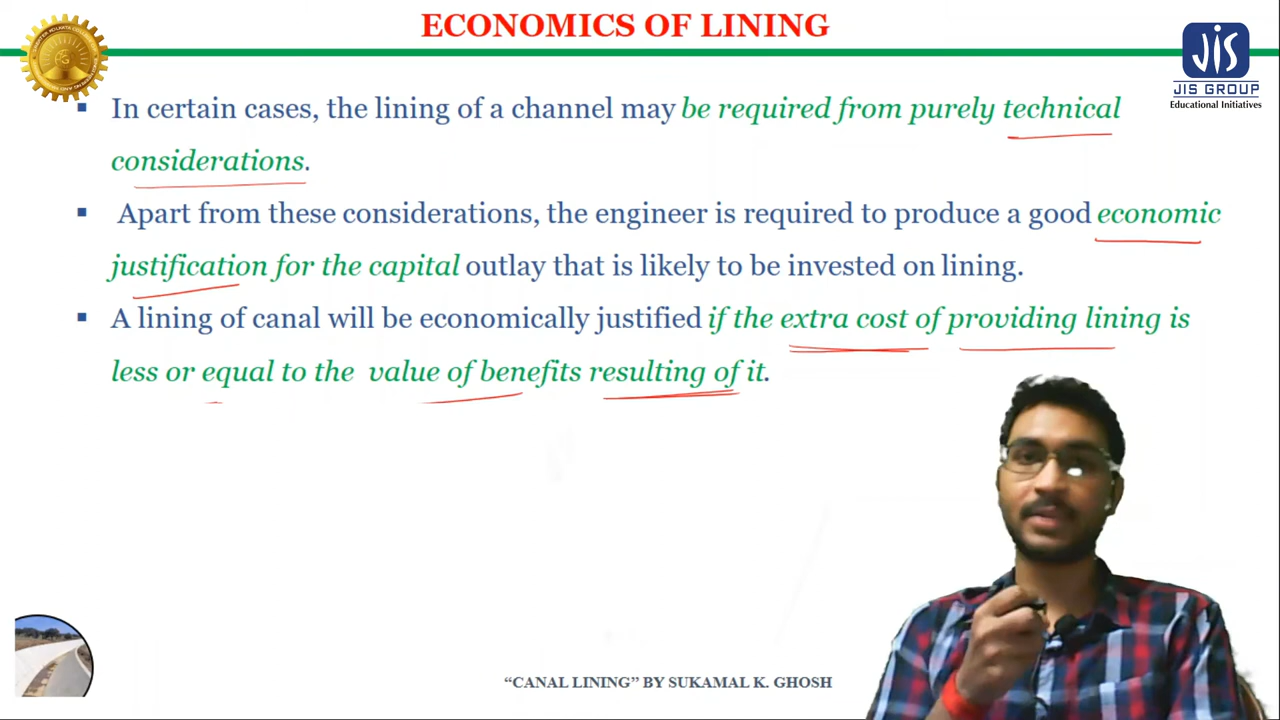 ECONOMICS OF LINING
JIS
JIS GROUP
Educational Initiatives
▪ In certain cases, the lining of a channel may be required from purely technical
considerations.
▪ Apart from these considerations, the engineer is required to produce a good economic
justification for the capital outlay that is likely to be invested on lining.
▪ A lining of canal will be economically justified if the extra cost of providing lining is
less or equal to the value of benefits resulting of it.
“CANAL LINING” BY SUKAMAL K. GHOSH